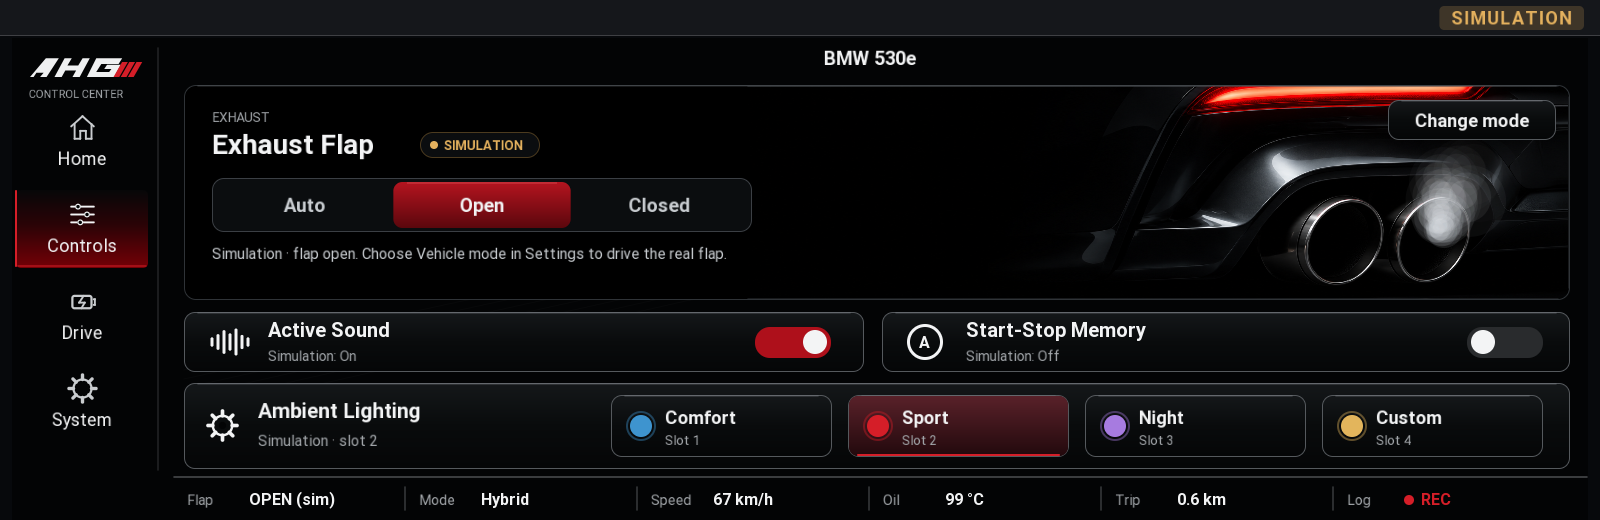 SIMULATION
AHG
CONTROL CENTER
BMW 530e
Home
Controls
Drive
System
EXHAUST
Exhaust Flap
SIMULATION
Change mode
Auto
Open
Closed
Simulation · flap open. Choose Vehicle mode in Settings to drive the real flap.
Active Sound
Simulation: On
A
Start-Stop Memory
Simulation: Off
Ambient Lighting
Simulation · slot 2
Comfort
Slot 1
Sport
Slot 2
Night
Slot 3
Custom
Slot 4
Flap OPEN (sim) Mode Hybrid Speed 67 km/h Oil 99 °C Trip 0.6 km Log REC